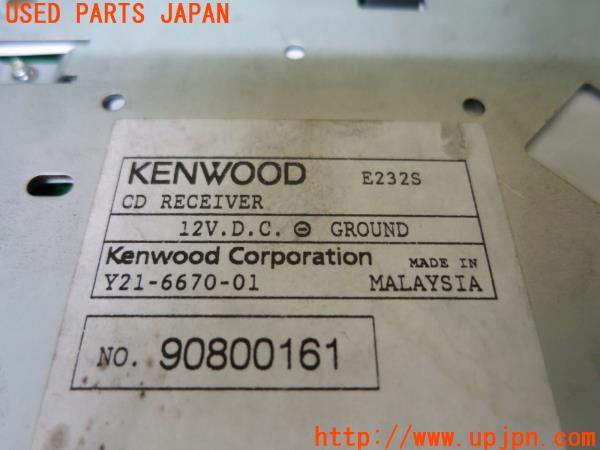 USED PARTS JAPAN
KENWOOD E232S
CD RECEIVER
12V.D.C. ⊖ GROUND
Kenwood Corporation MADE IN
Y21-6670-01 MALAYSIA
NO. 90800161
UPJ
http://www.upjpn.com